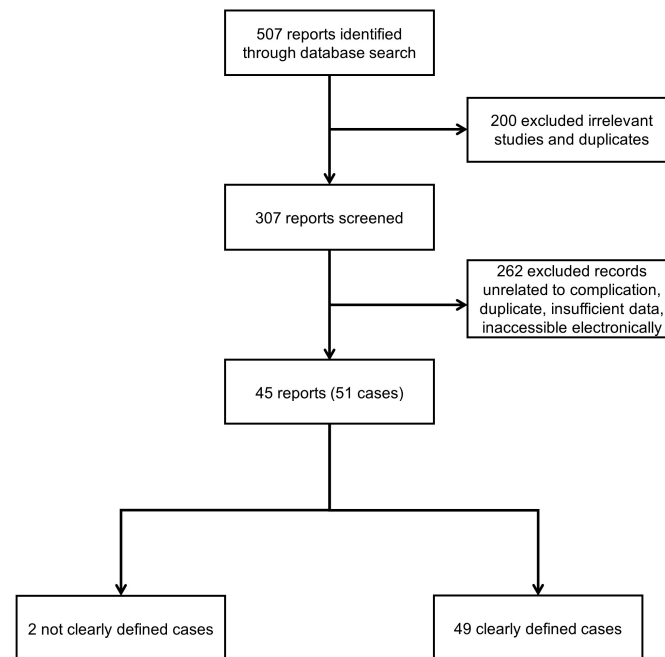 507 reports identified
through database search
200 excluded irrelevant
studies and duplicates
307 reports screened
262 excluded records
unrelated to complication,
duplicate, insufficient data,
inaccessible electronically
45 reports (51 cases)
2 not clearly defined cases
49 clearly defined cases